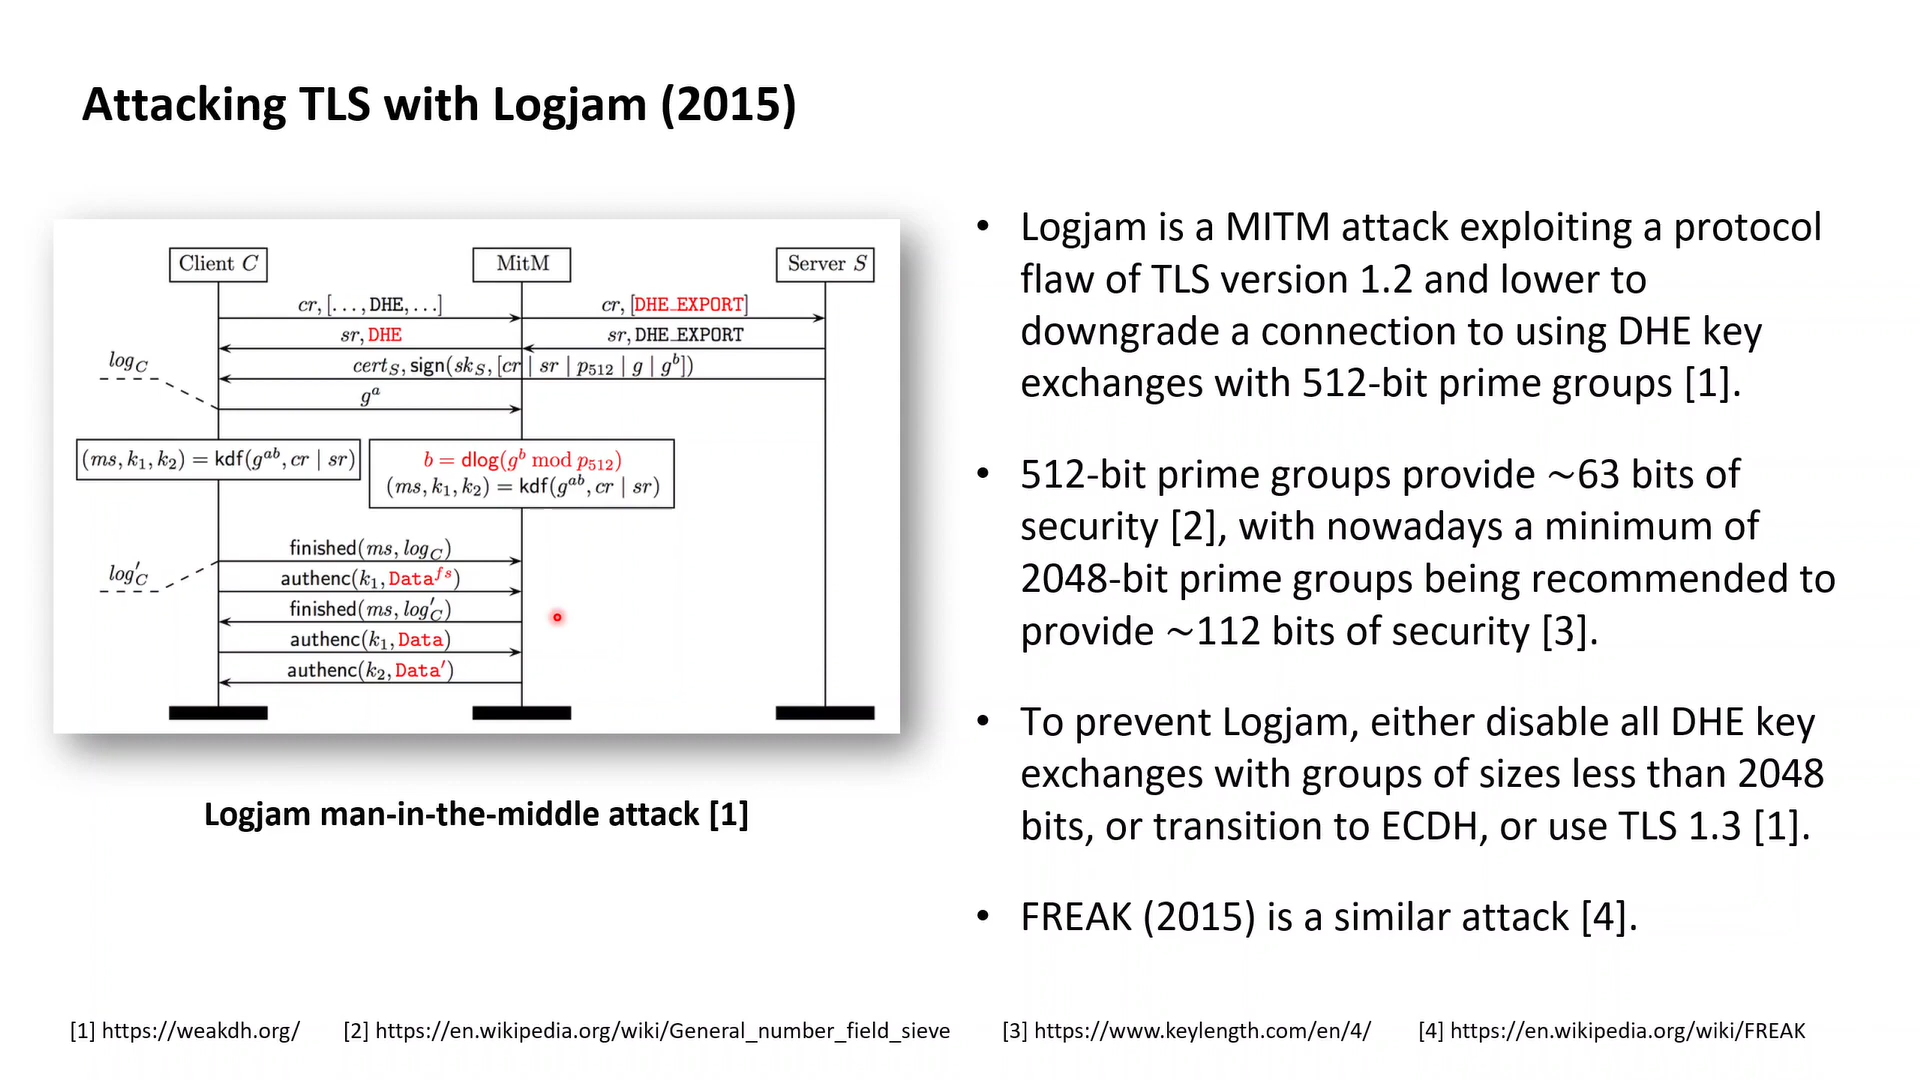 Attacking TLS with Logjam (2015)
Client C
MitM
Server S
cr, [..., DHE, ...]
cr, [DHE_EXPORT]
sr, DHE
sr, DHE_EXPORT
log_C
cert_S, sign(sk_S, [cr | sr | p_512 | g | g^b])
g^a
(ms, k_1, k_2) = kdf(g^ab, cr | sr)
b = dlog(g^b mod p_512)
(ms, k_1, k_2) = kdf(g^ab, cr | sr)
finished(ms, log_C)
log'_C
authenc(k_1, Data^fs)
finished(ms, log'_C)
authenc(k_1, Data)
authenc(k_2, Data')
Logjam man-in-the-middle attack [1]
• Logjam is a MITM attack exploiting a protocol
flaw of TLS version 1.2 and lower to
downgrade a connection to using DHE key
exchanges with 512-bit prime groups [1].
• 512-bit prime groups provide ~63 bits of
security [2], with nowadays a minimum of
2048-bit prime groups being recommended to
provide ~112 bits of security [3].
• To prevent Logjam, either disable all DHE key
exchanges with groups of sizes less than 2048
bits, or transition to ECDH, or use TLS 1.3 [1].
• FREAK (2015) is a similar attack [4].
[1] https://weakdh.org/ [2] https://en.wikipedia.org/wiki/General_number_field_sieve [3] https://www.keylength.com/en/4/ [4] https://en.wikipedia.org/wiki/FREAK